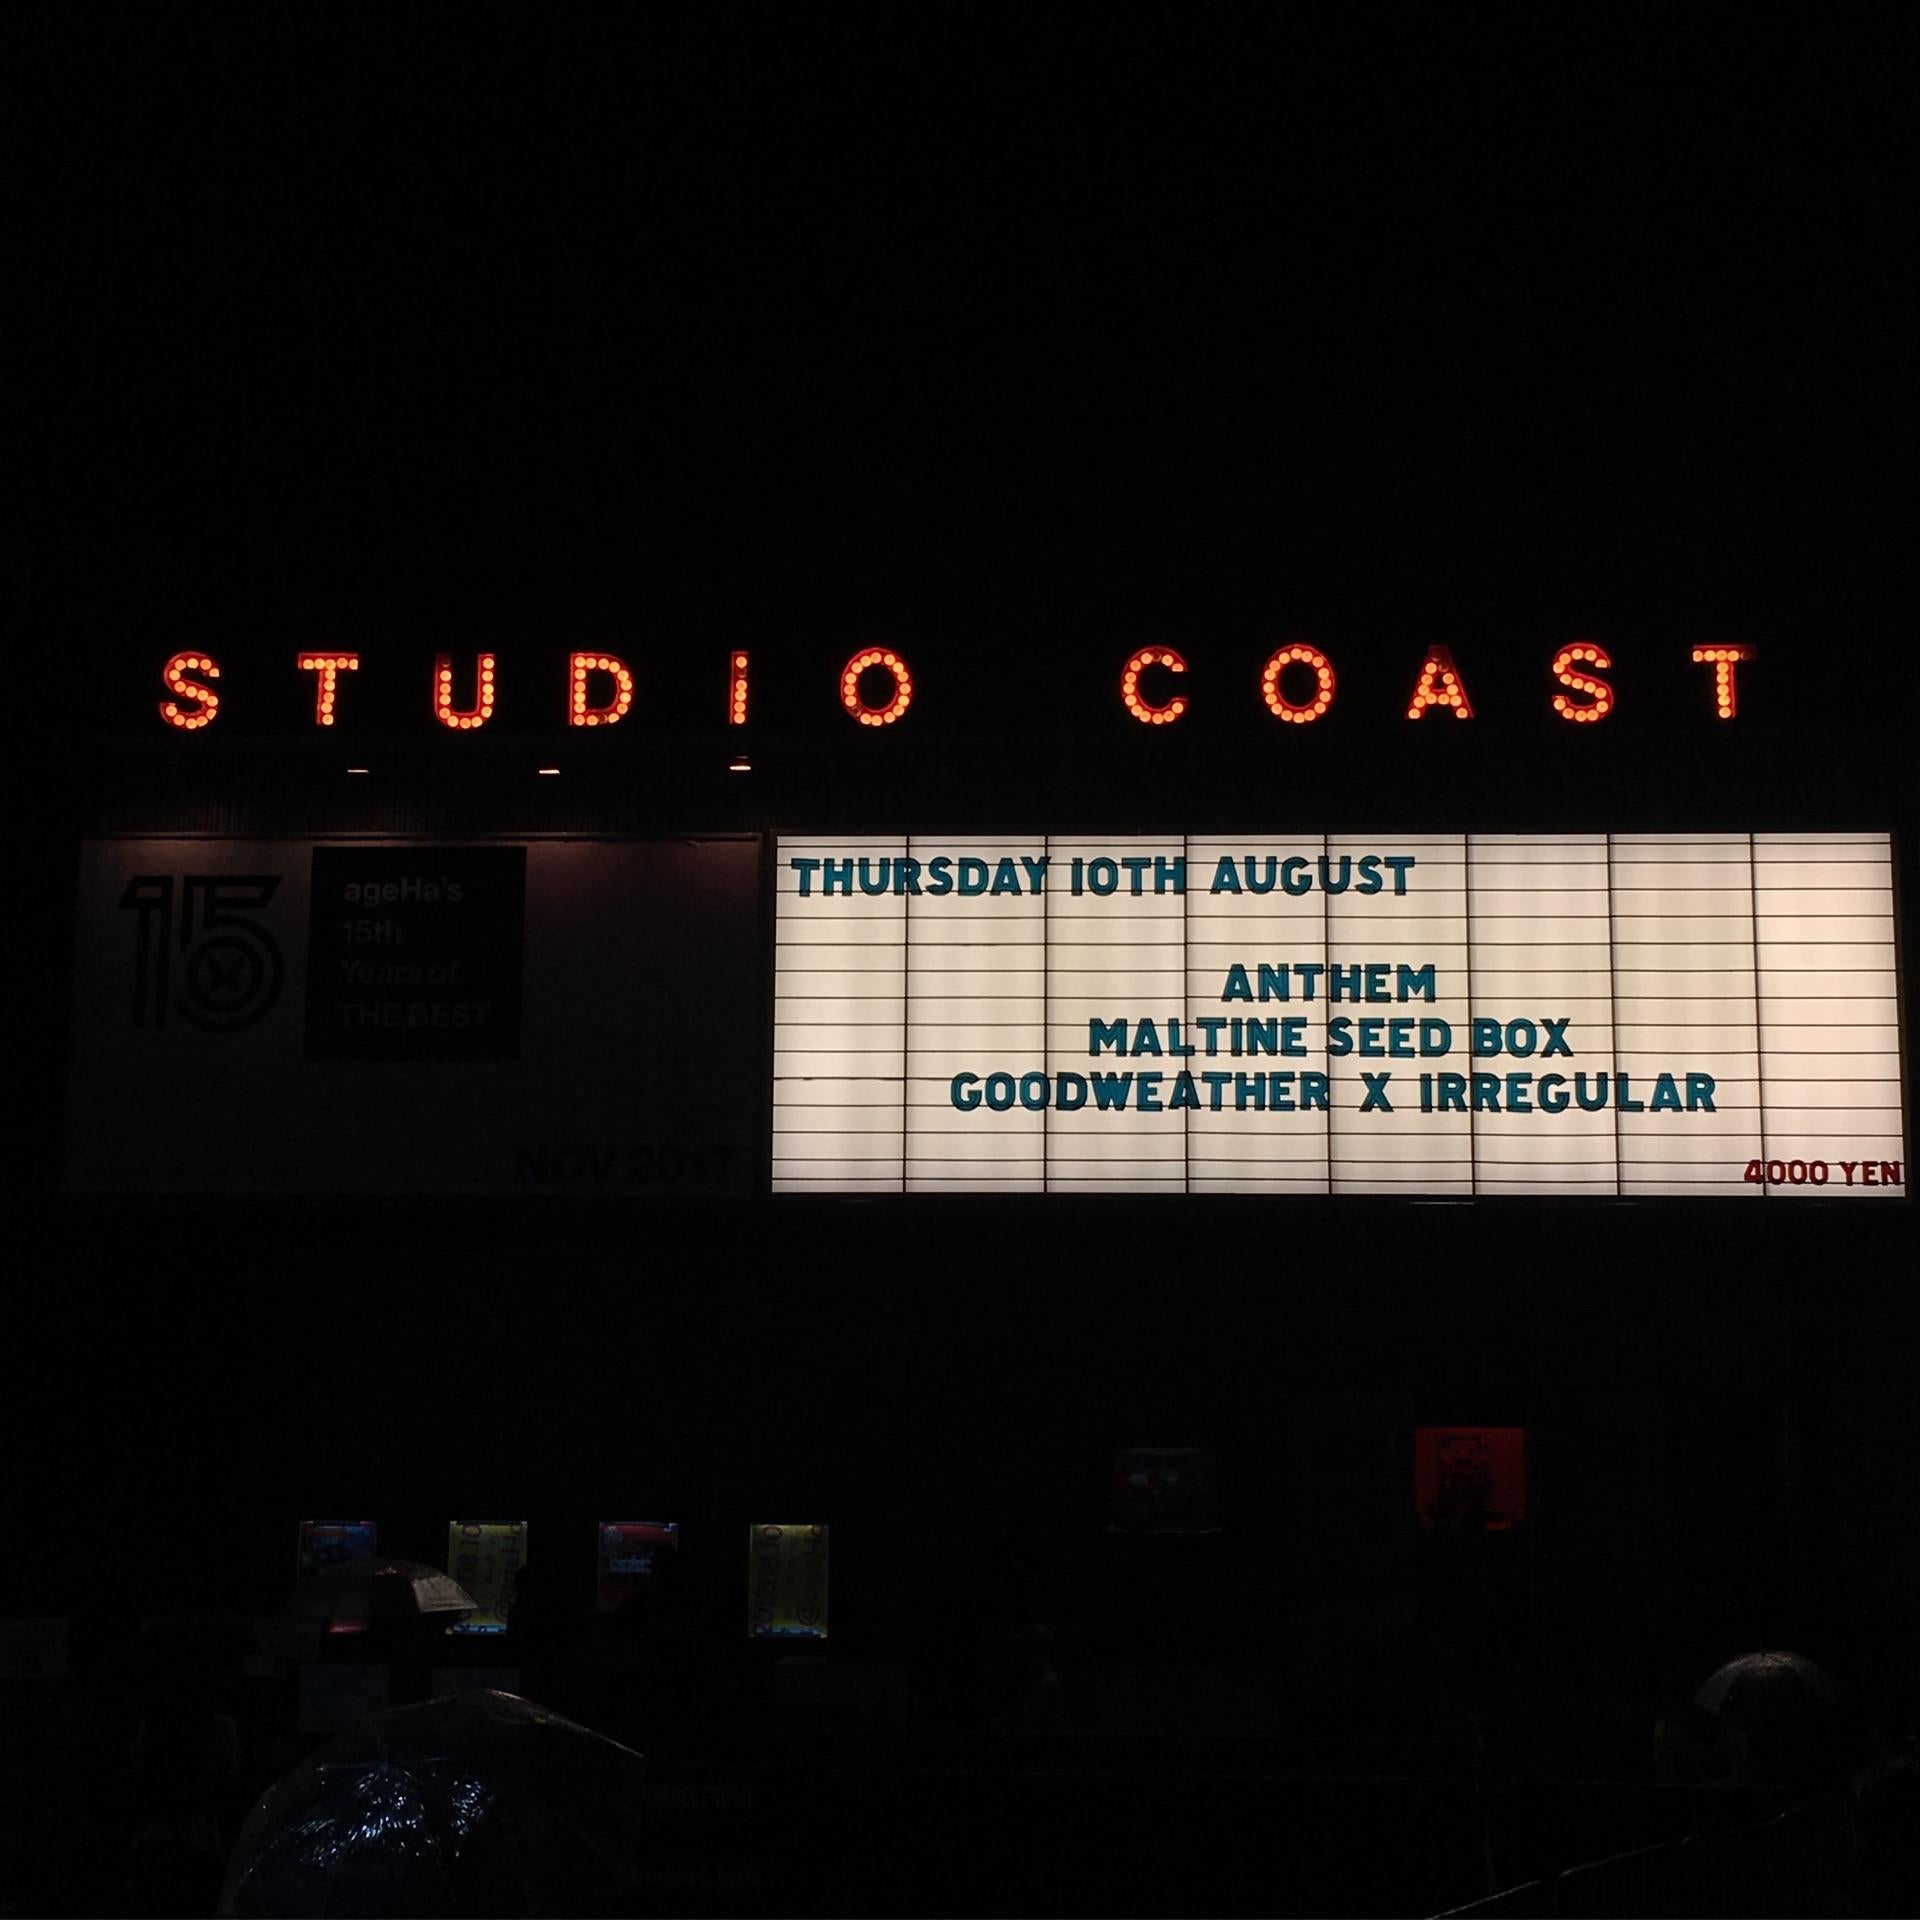 STUDIO COAST
15
ageHa's
15th
Years of
THE BEST
NOV 2017
THURSDAY 10TH AUGUST
ANTHEM
MALTINE SEED BOX
GOODWEATHER X IRREGULAR
4000 YEN